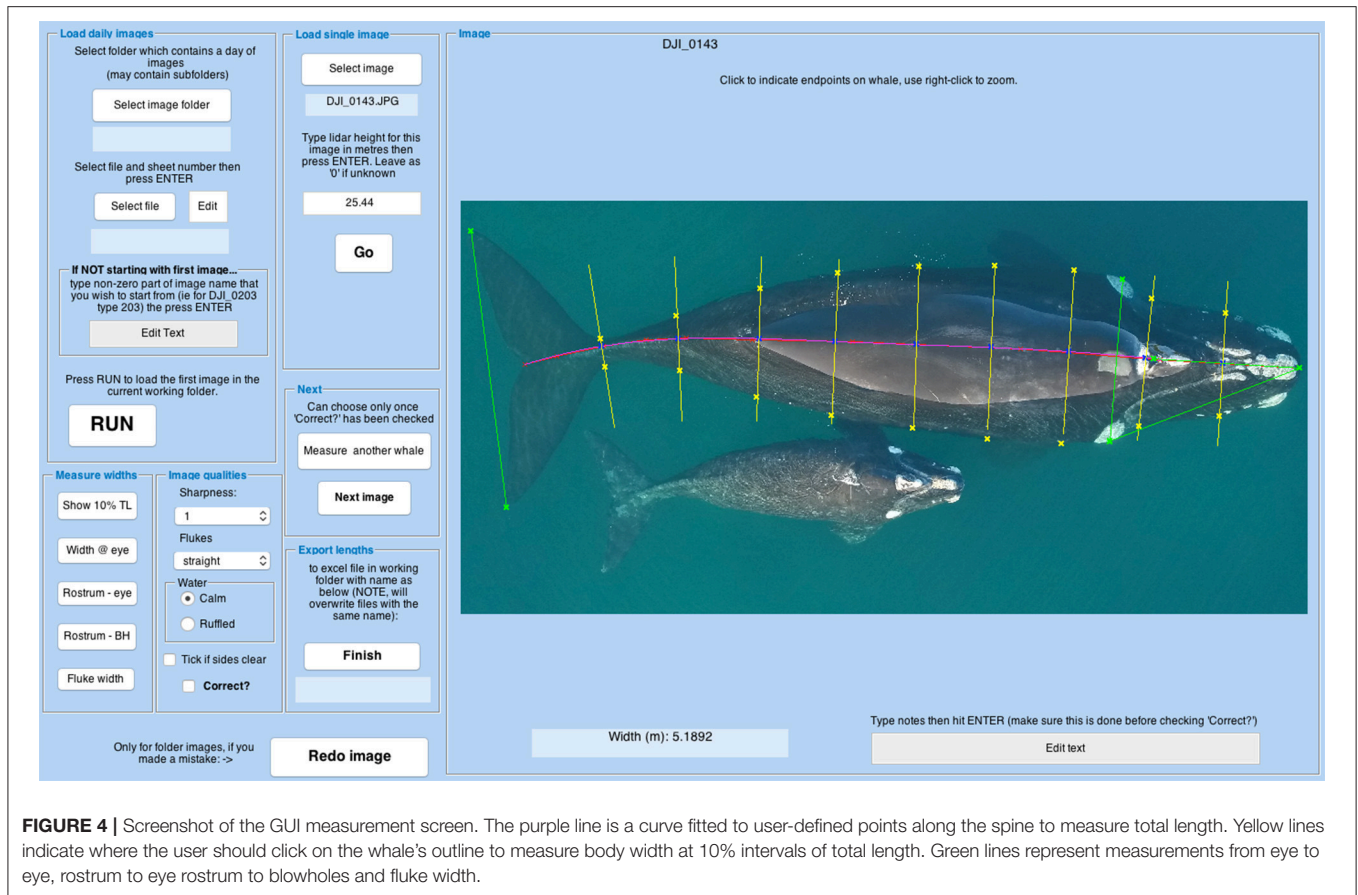 Load daily images
Select folder which contains a day of
images
(may contain subfolders)
Select image folder
Select file and sheet number then
press ENTER
Select file
Edit
If NOT starting with first image...
type non-zero part of image name that
you wish to start from (ie for DJI_0203
type 203) the press ENTER
Edit Text
Press RUN to load the first image in the
current working folder.
RUN
Measure widths
Show 10% TL
Width @ eye
Rostrum - eye
Rostrum - BH
Fluke width
Image qualities
Sharpness:
1
Flukes
straight
Water
Calm
Ruffled
Tick if sides clear
Correct?
Load single image
Select image
DJI_0143.JPG
Type lidar height for this
image in metres then
press ENTER. Leave as
'0' if unknown
25.44
Go
Next
Can choose only once
'Correct?' has been checked
Measure another whale
Next image
Export lengths
to excel file in working
folder with name as
below (NOTE, will
overwrite files with the
same name):
Finish
Only for folder images, if you
made a mistake: ->
Redo image
Image
DJI_0143
Click to indicate endpoints on whale, use right-click to zoom.
Width (m): 5.1892
Type notes then hit ENTER (make sure this is done before checking 'Correct?')
Edit text
FIGURE 4 | Screenshot of the GUI measurement screen. The purple line is a curve fitted to user-defined points along the spine to measure total length. Yellow lines
indicate where the user should click on the whale's outline to measure body width at 10% intervals of total length. Green lines represent measurements from eye to
eye, rostrum to eye rostrum to blowholes and fluke width.